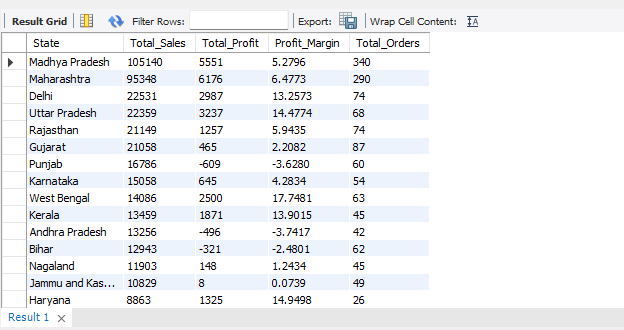 Result Grid Filter Rows: Export: Wrap Cell Content:
State Total_Sales Total_Profit Profit_Margin Total_Orders
Madhya Pradesh 105140 5551 5.2796 340
Maharashtra 95348 6176 6.4773 290
Delhi 22531 2987 13.2573 74
Uttar Pradesh 22359 3237 14.4774 68
Rajasthan 21149 1257 5.9435 74
Gujarat 21058 465 2.2082 87
Punjab 16786 -609 -3.6280 60
Karnataka 15058 645 4.2834 54
West Bengal 14086 2500 17.7481 63
Kerala 13459 1871 13.9015 45
Andhra Pradesh 13256 -496 -3.7417 42
Bihar 12943 -321 -2.4801 62
Nagaland 11903 148 1.2434 45
Jammu and Kas... 10829 8 0.0739 49
Haryana 8863 1325 14.9498 26
Result 1